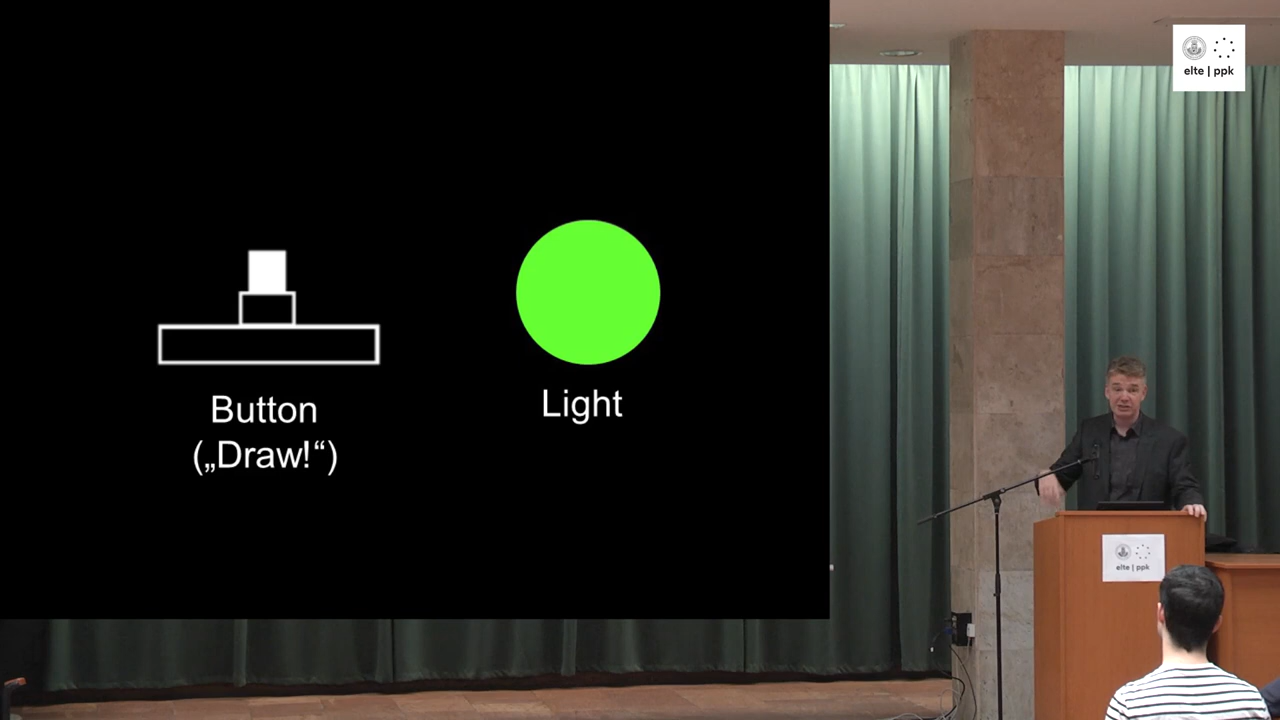 elte | ppk
Button
(„Draw!“)
Light
elte | ppk